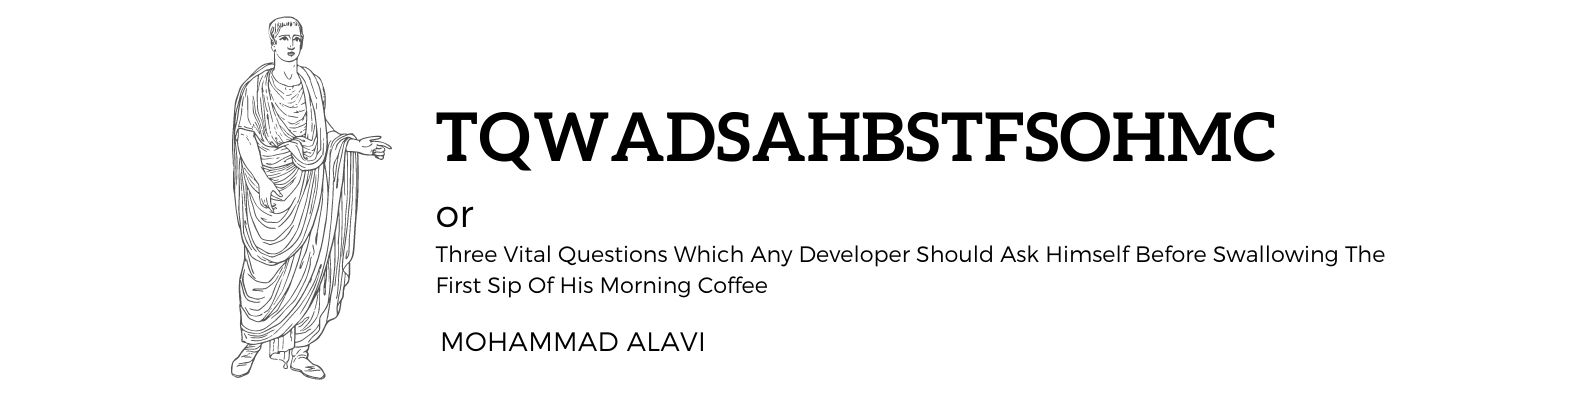 TQWADSAHBSTFSOHMC
or
Three Vital Questions Which Any Developer Should Ask Himself Before Swallowing The
First Sip Of His Morning Coffee
MOHAMMAD ALAVI